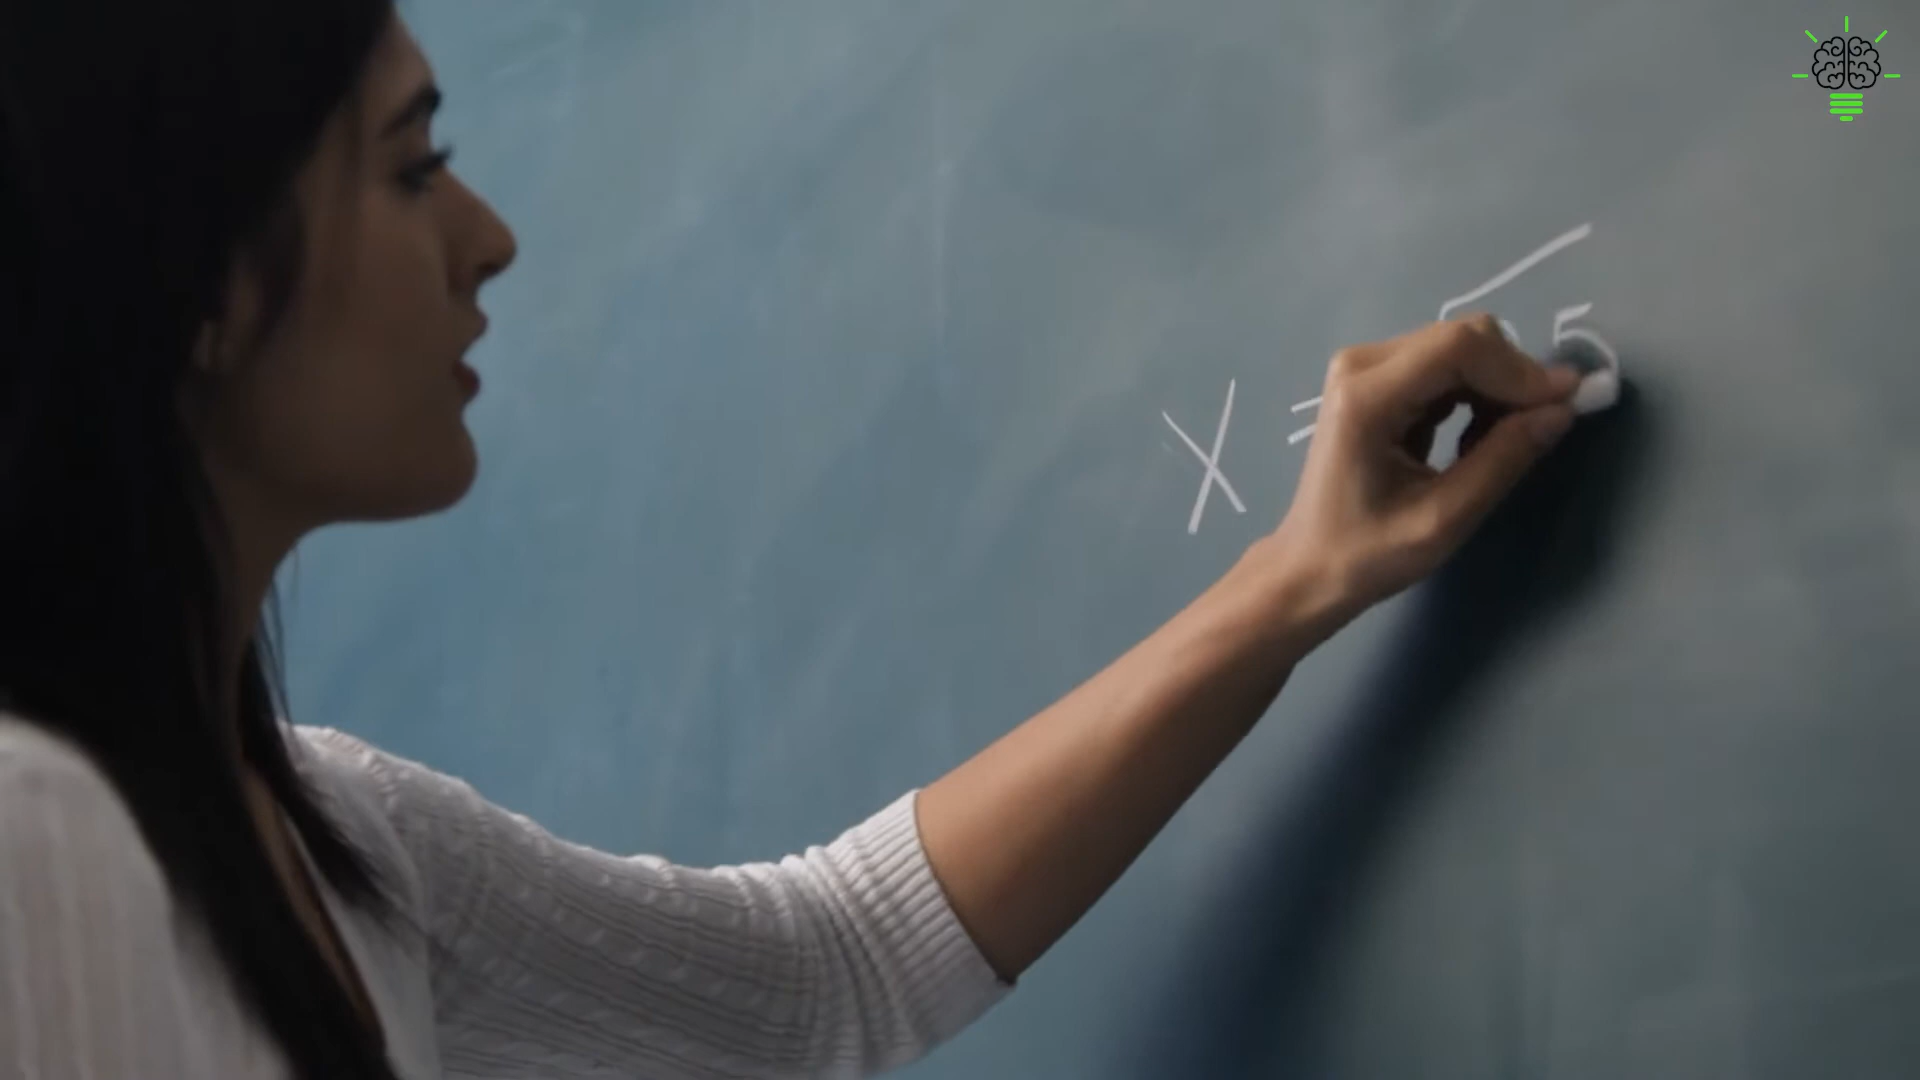 X = √ 5